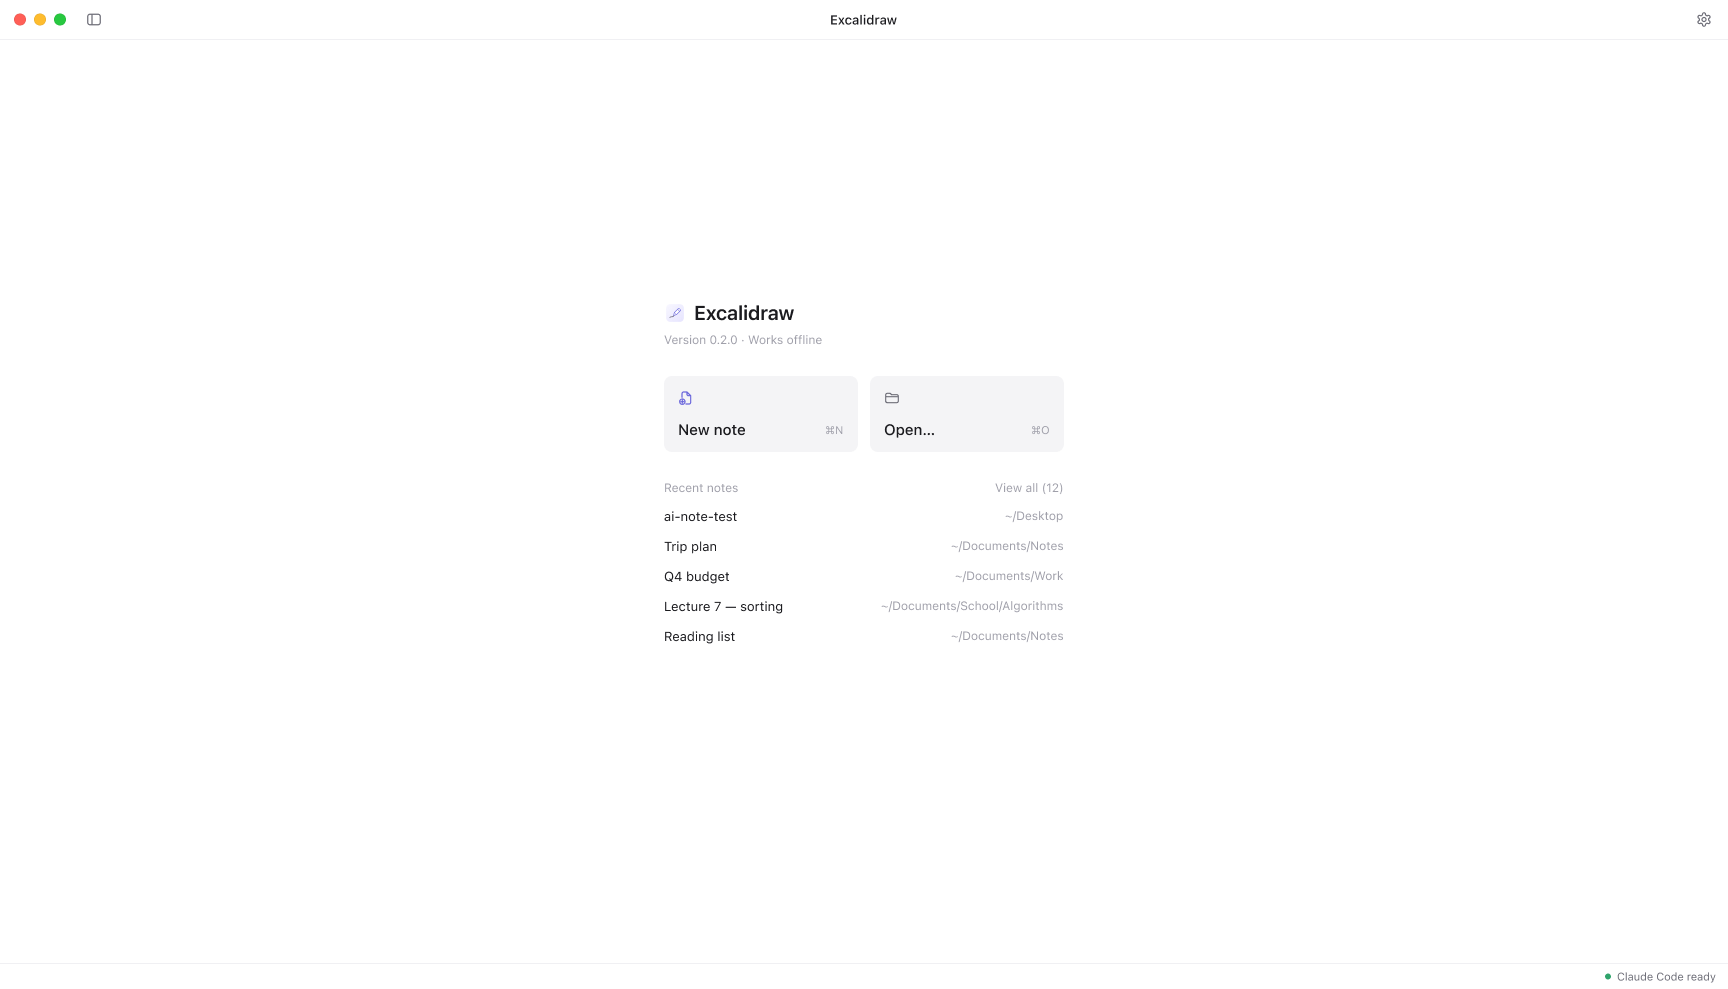 Excalidraw
Excalidraw
Version 0.2.0 · Works offline
New note ⌘N
Open... ⌘O
Recent notes View all (12)
ai-note-test ~/Desktop
Trip plan ~/Documents/Notes
Q4 budget ~/Documents/Work
Lecture 7 — sorting ~/Documents/School/Algorithms
Reading list ~/Documents/Notes
Claude Code ready